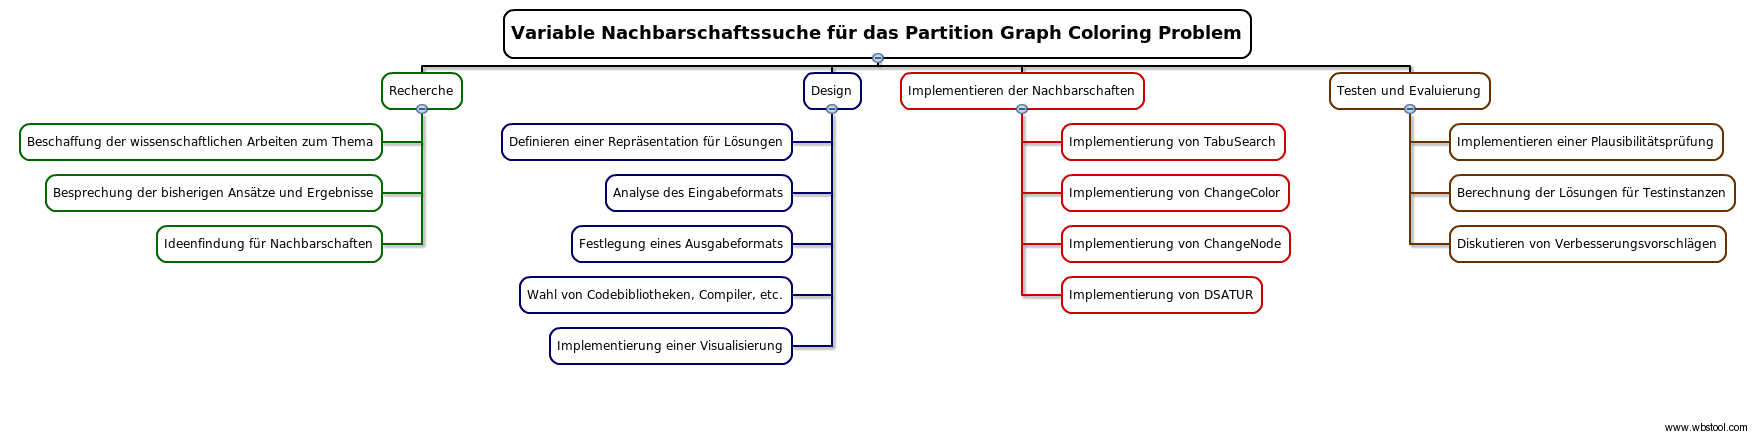 Variable Nachbarschaftssuche für das Partition Graph Coloring Problem
Recherche
Beschaffung der wissenschaftlichen Arbeiten zum Thema
Besprechung der bisherigen Ansätze und Ergebnisse
Ideenfindung für Nachbarschaften
Design
Definieren einer Repräsentation für Lösungen
Analyse des Eingabeformats
Festlegung eines Ausgabeformats
Wahl von Codebibliotheken, Compiler, etc.
Implementierung einer Visualisierung
Implementieren der Nachbarschaften
Implementierung von TabuSearch
Implementierung von ChangeColor
Implementierung von ChangeNode
Implementierung von DSATUR
Testen und Evaluierung
Implementieren einer Plausibilitätsprüfung
Berechnung der Lösungen für Testinstanzen
Diskutieren von Verbesserungsvorschlägen
www.wbstool.com